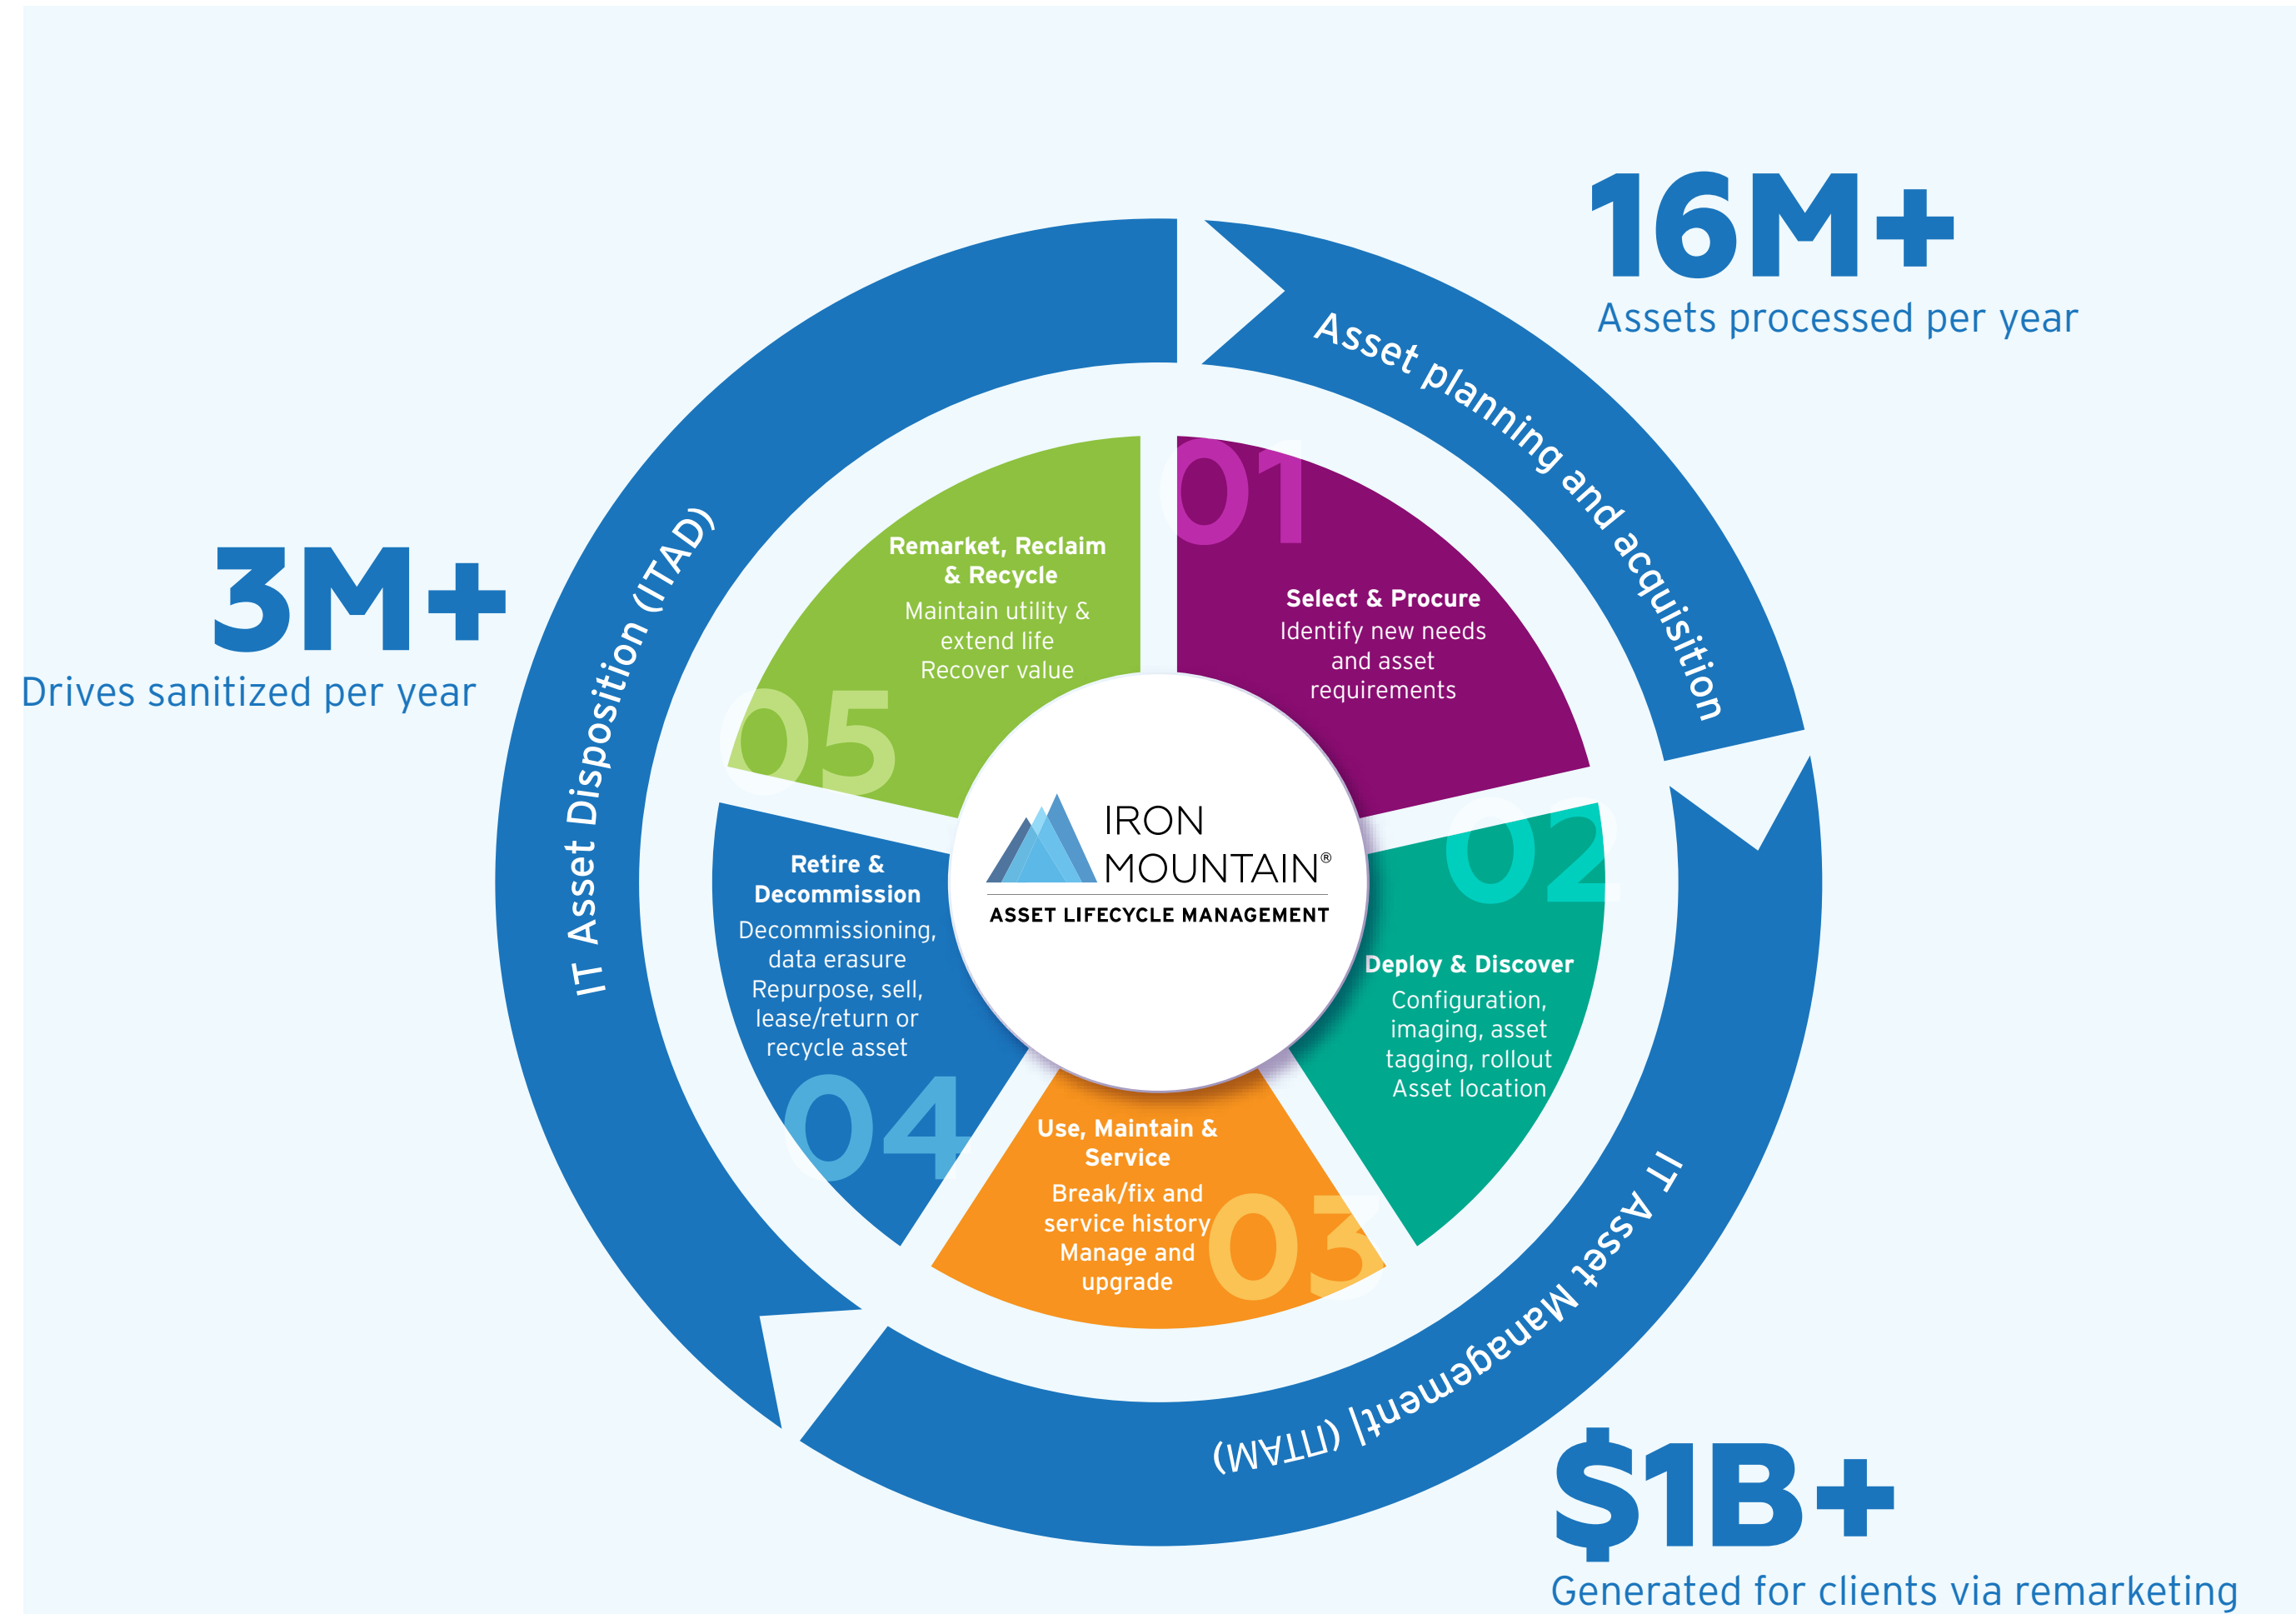 16M+
Assets processed per year
3M+
Drives sanitized per year
$1B+
Generated for clients via remarketing
Asset planning and acquisition
IT Asset Management| (ITTAM)
IT Asset Disposition (ITAD)
01
Select & Procure
Identify new needs
and asset
requirements
02
Deploy & Discover
Configuration,
imaging, asset
tagging, rollout
Asset location
03
Use, Maintain &
Service
Break/fix and
service history
Manage and
upgrade
04
Retire &
Decommission
Decommissioning,
data erasure
Repurpose, sell,
lease/return or
recycle asset
05
Remarket, Reclaim
& Recycle
Maintain utility &
extend life
Recover value
IRON
MOUNTAIN®
ASSET LIFECYCLE MANAGEMENT